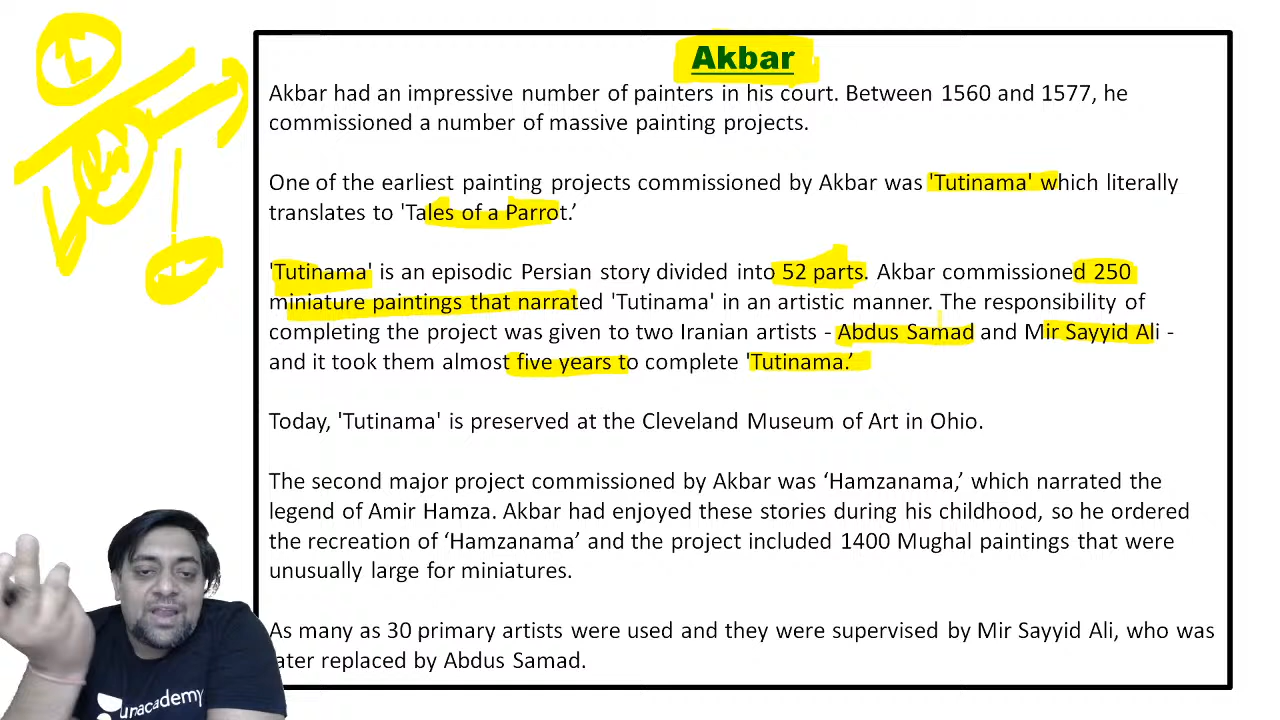 Akbar
Akbar had an impressive number of painters in his court. Between 1560 and 1577, he
commissioned a number of massive painting projects.
One of the earliest painting projects commissioned by Akbar was 'Tutinama' which literally
translates to 'Tales of a Parrot.’
'Tutinama' is an episodic Persian story divided into 52 parts. Akbar commissioned 250
miniature paintings that narrated 'Tutinama' in an artistic manner. The responsibility of
completing the project was given to two Iranian artists - Abdus Samad and Mir Sayyid Ali -
and it took them almost five years to complete 'Tutinama.’
Today, 'Tutinama' is preserved at the Cleveland Museum of Art in Ohio.
The second major project commissioned by Akbar was ‘Hamzanama,’ which narrated the
legend of Amir Hamza. Akbar had enjoyed these stories during his childhood, so he ordered
the recreation of ‘Hamzanama’ and the project included 1400 Mughal paintings that were
unusually large for miniatures.
As many as 30 primary artists were used and they were supervised by Mir Sayyid Ali, who was
later replaced by Abdus Samad.
unacademy